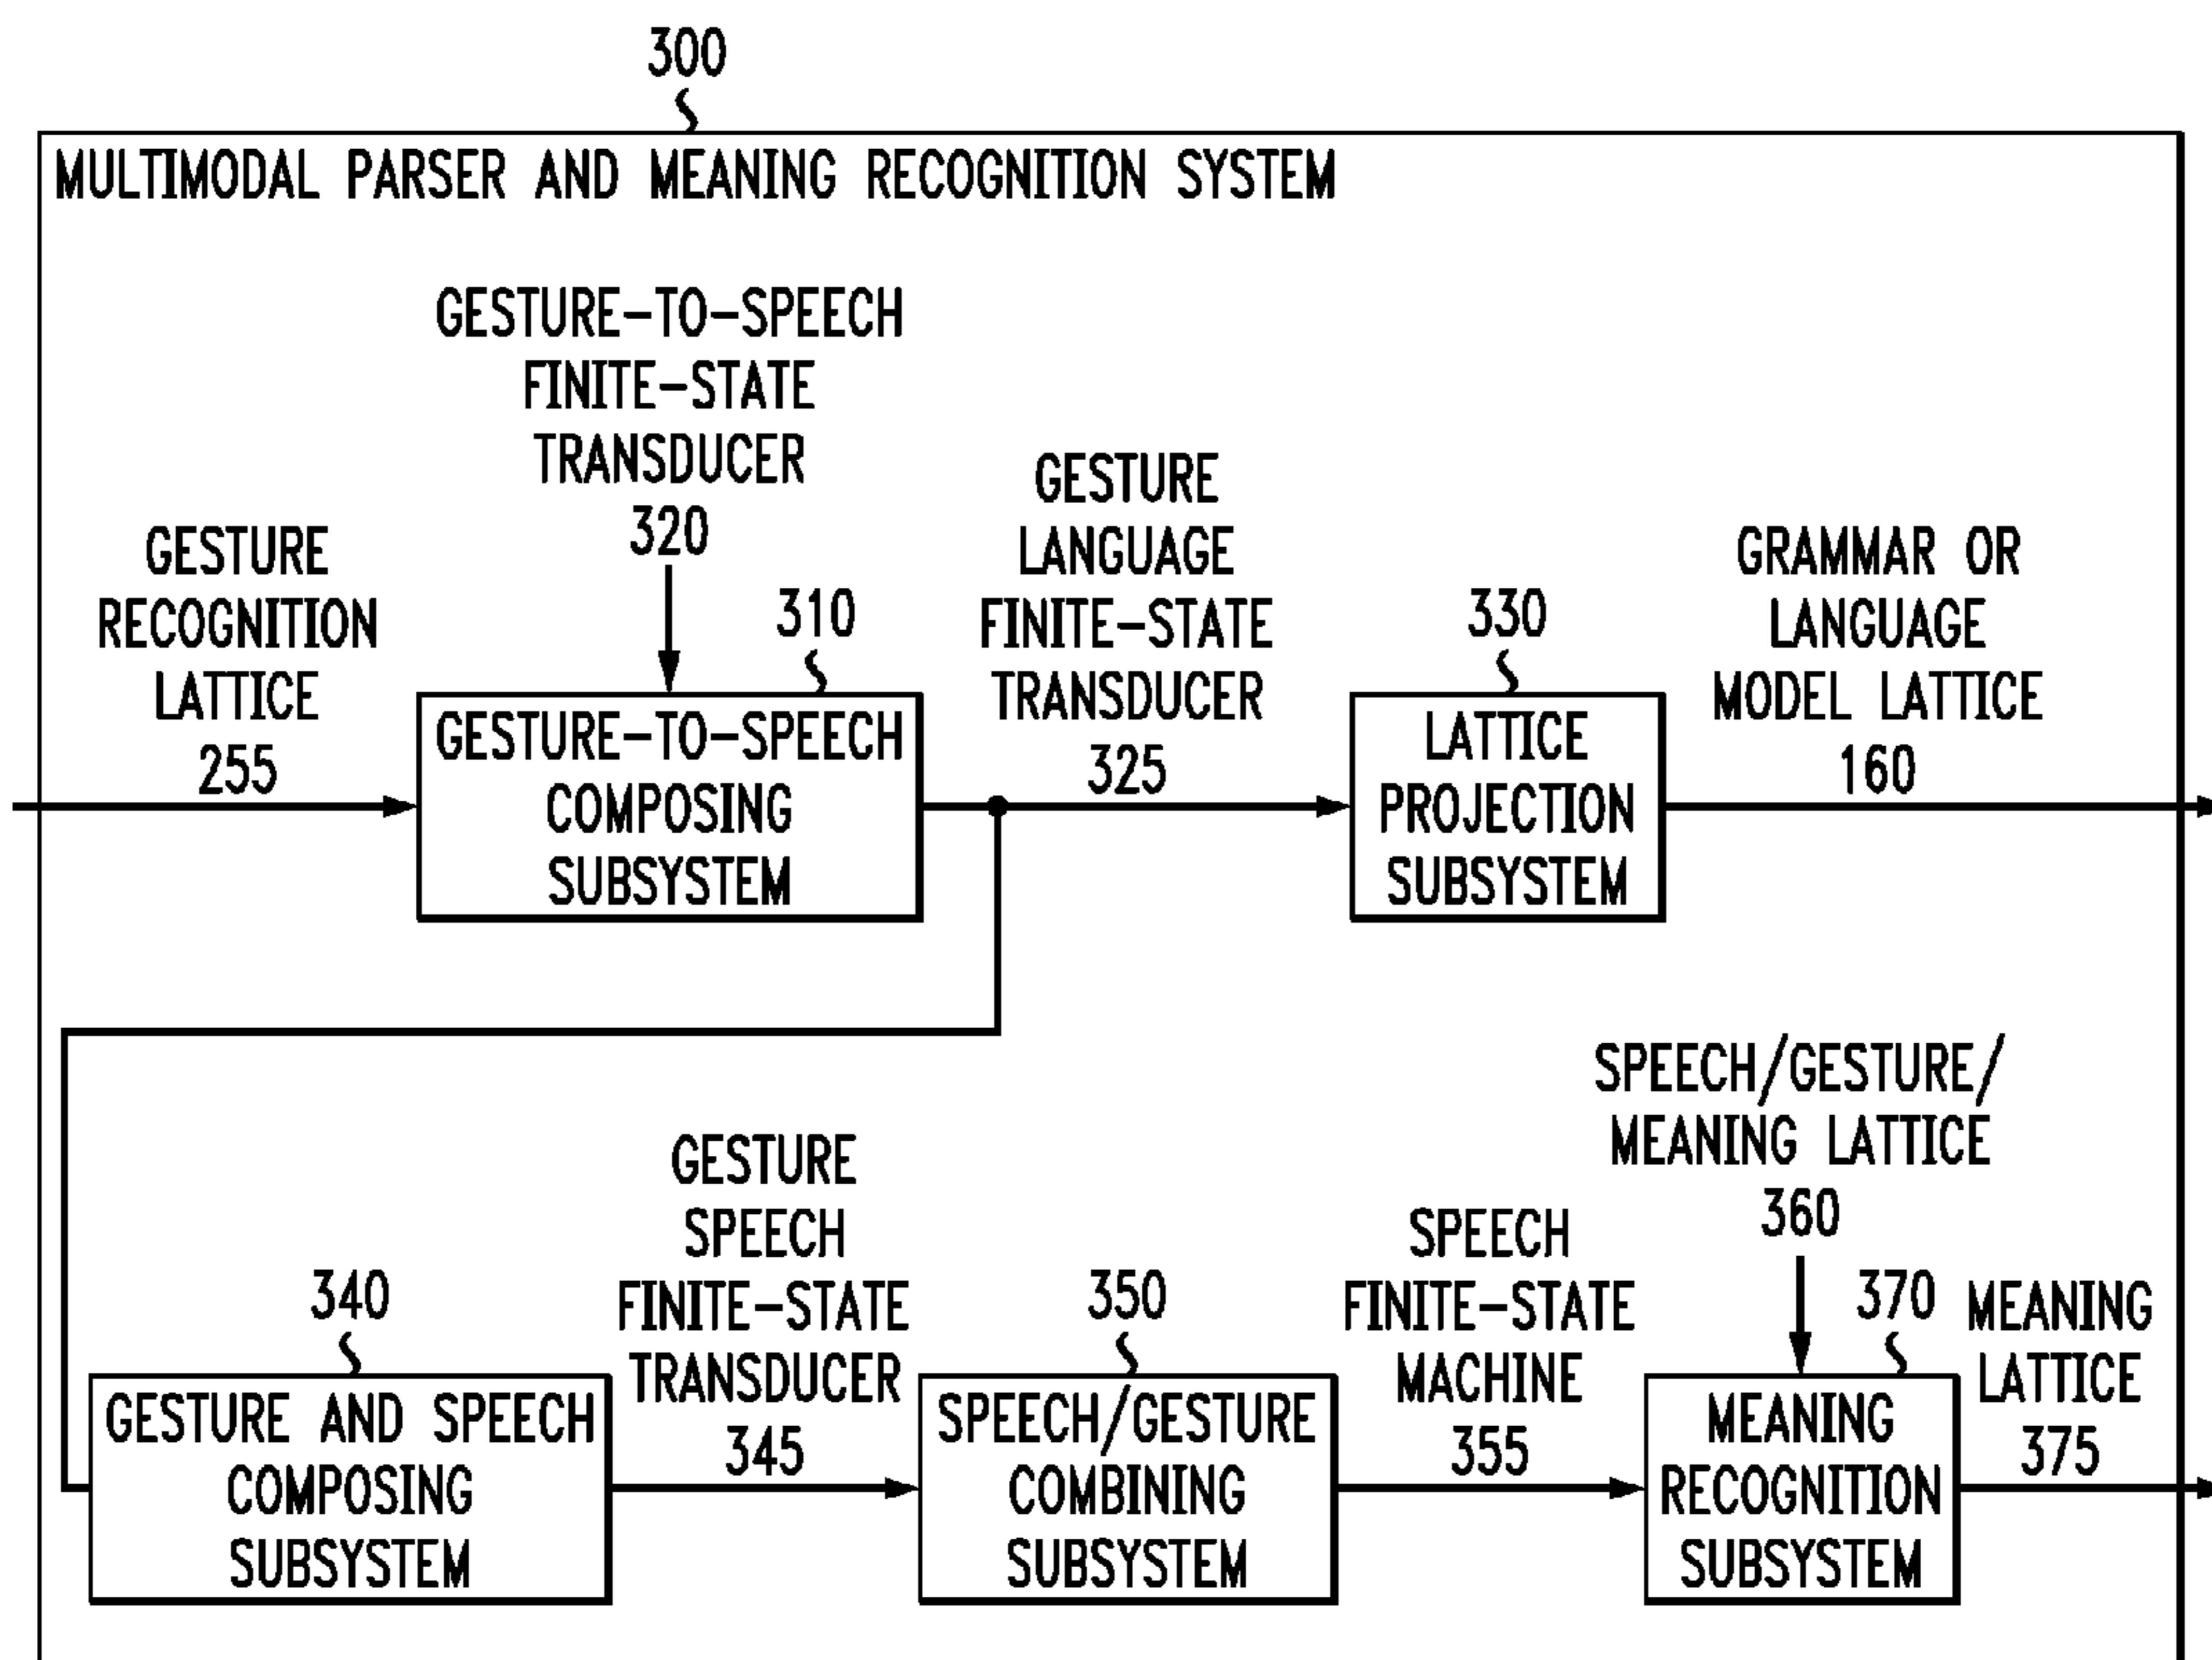 300
MULTIMODAL PARSER AND MEANING RECOGNITION SYSTEM
GESTURE-TO-SPEECH
FINITE-STATE
TRANSDUCER
320
GESTURE
RECOGNITION
LATTICE
255
310
GESTURE-TO-SPEECH
COMPOSING
SUBSYSTEM
GESTURE
LANGUAGE
FINITE-STATE
TRANSDUCER
325
330
LATTICE
PROJECTION
SUBSYSTEM
GRAMMAR OR
LANGUAGE
MODEL LATTICE
160
340
GESTURE AND SPEECH
COMPOSING
SUBSYSTEM
GESTURE
SPEECH
FINITE-STATE
TRANSDUCER
345
350
SPEECH/GESTURE
COMBINING
SUBSYSTEM
SPEECH
FINITE-STATE
MACHINE
355
SPEECH/GESTURE/
MEANING LATTICE
360
370
MEANING
RECOGNITION
SUBSYSTEM
MEANING
LATTICE
375